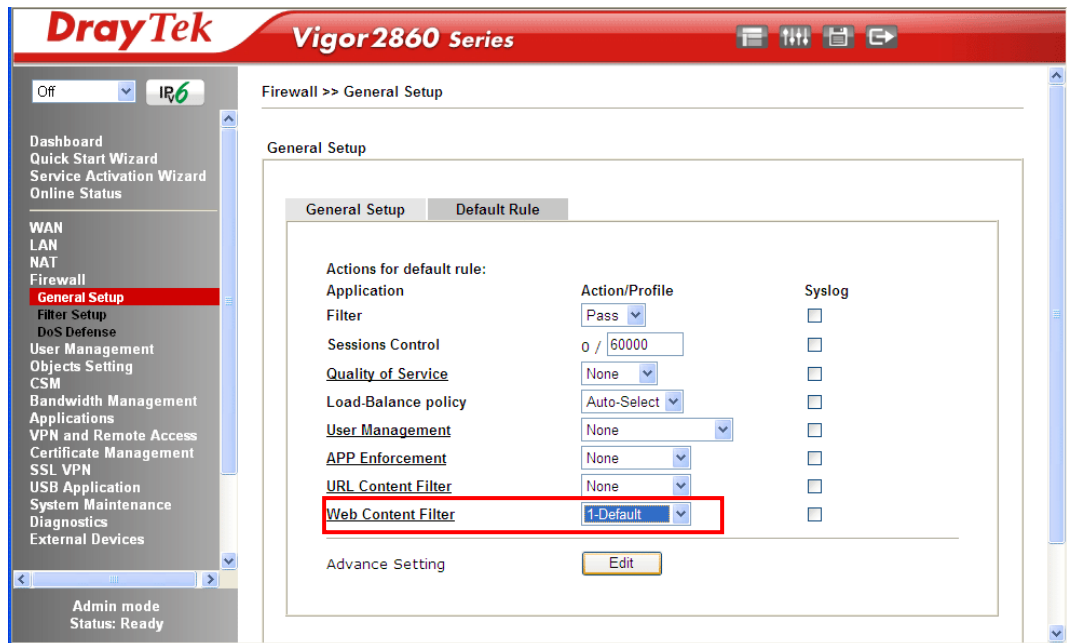 DrayTek
Vigor2860 Series
Off
IPv6
Dashboard
Quick Start Wizard
Service Activation Wizard
Online Status
WAN
LAN
NAT
Firewall
General Setup
Filter Setup
DoS Defense
User Management
Objects Setting
CSM
Bandwidth Management
Applications
VPN and Remote Access
Certificate Management
SSL VPN
USB Application
System Maintenance
Diagnostics
External Devices
Admin mode
Status: Ready
Firewall >> General Setup
General Setup
General Setup Default Rule
Actions for default rule:
Application Action/Profile Syslog
Filter Pass
Sessions Control 0 / 60000
Quality of Service None
Load-Balance policy Auto-Select
User Management None
APP Enforcement None
URL Content Filter None
Web Content Filter 1-Default
Advance Setting Edit